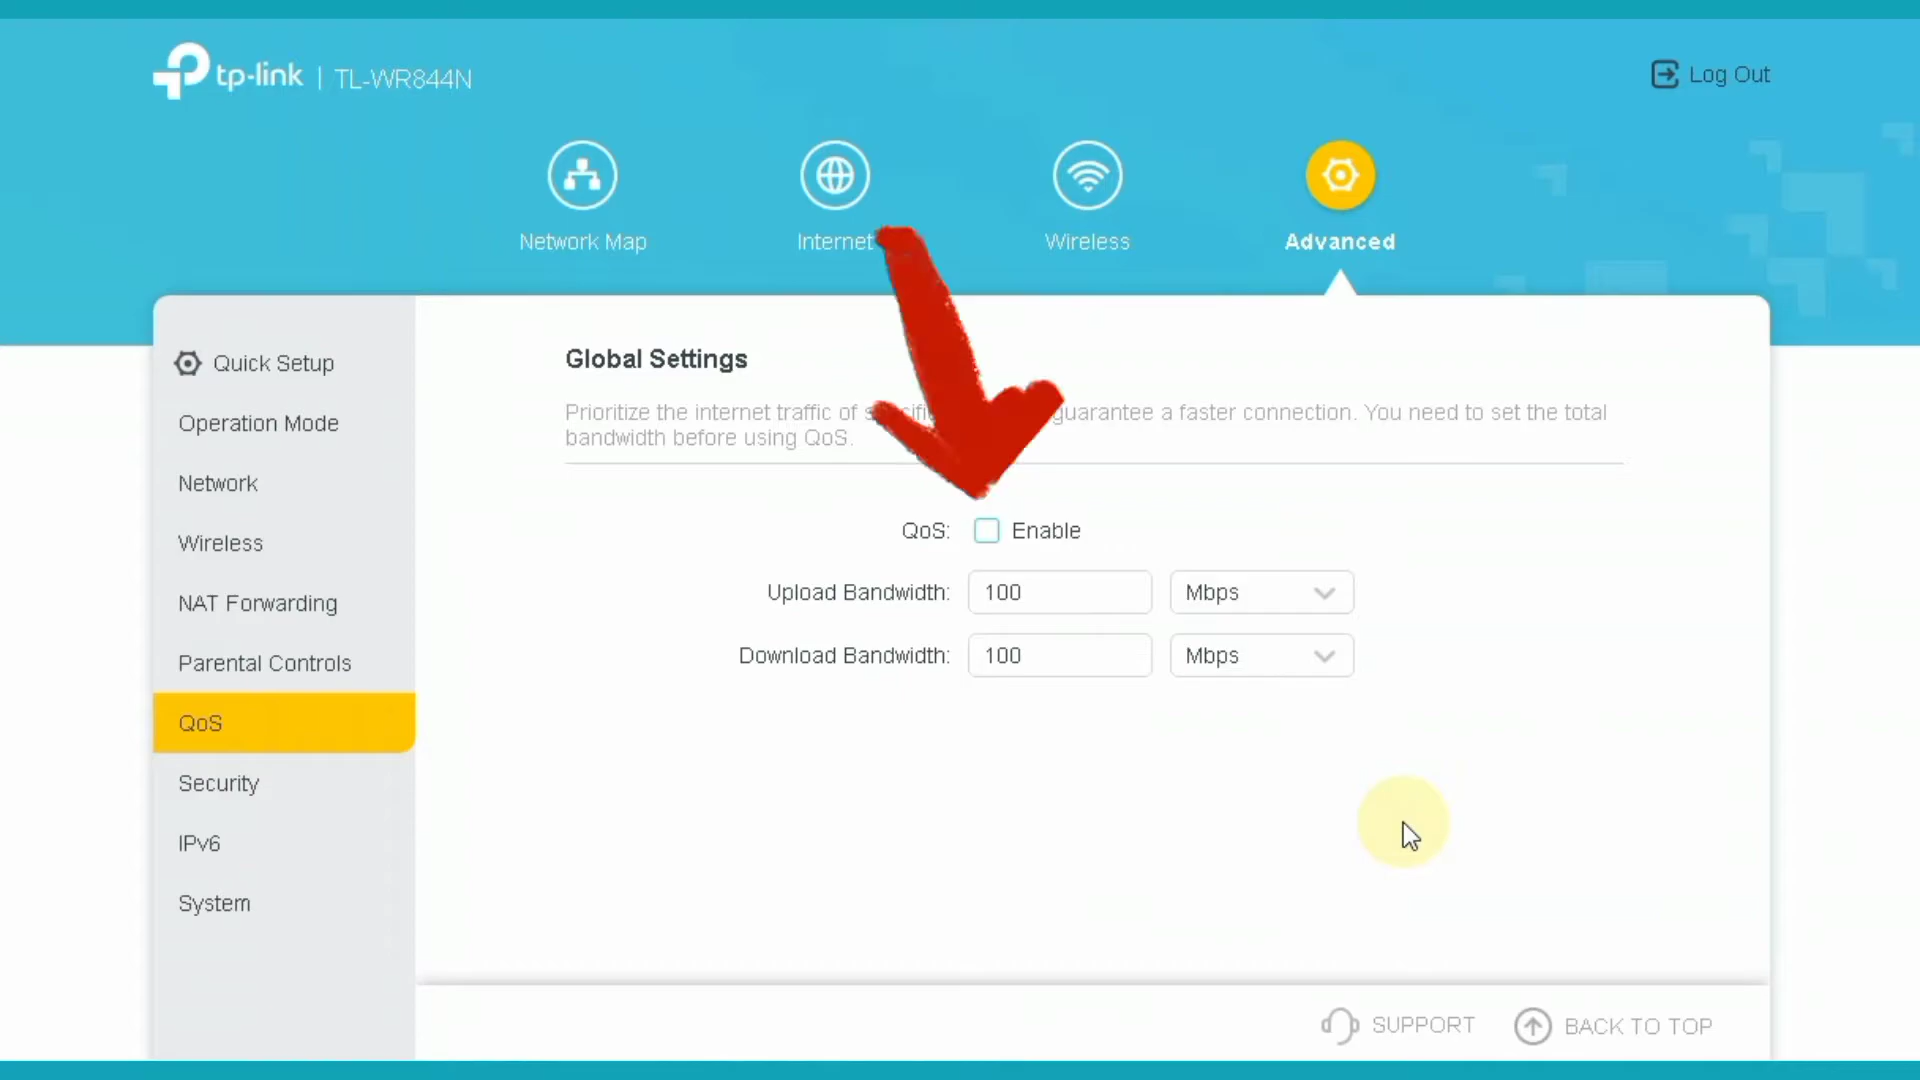 tp-link | TL-WR844N
Log Out
Network Map
Internet
Wireless
Advanced
Quick Setup
Operation Mode
Network
Wireless
NAT Forwarding
Parental Controls
QoS
Security
IPv6
System
Global Settings
Prioritize the internet traffic of guarantee a faster connection. You need to set the total
bandwidth before using QoS.
QoS: Enable
Upload Bandwidth: 100 Mbps
Download Bandwidth: 100 Mbps
SUPPORT
BACK TO TOP